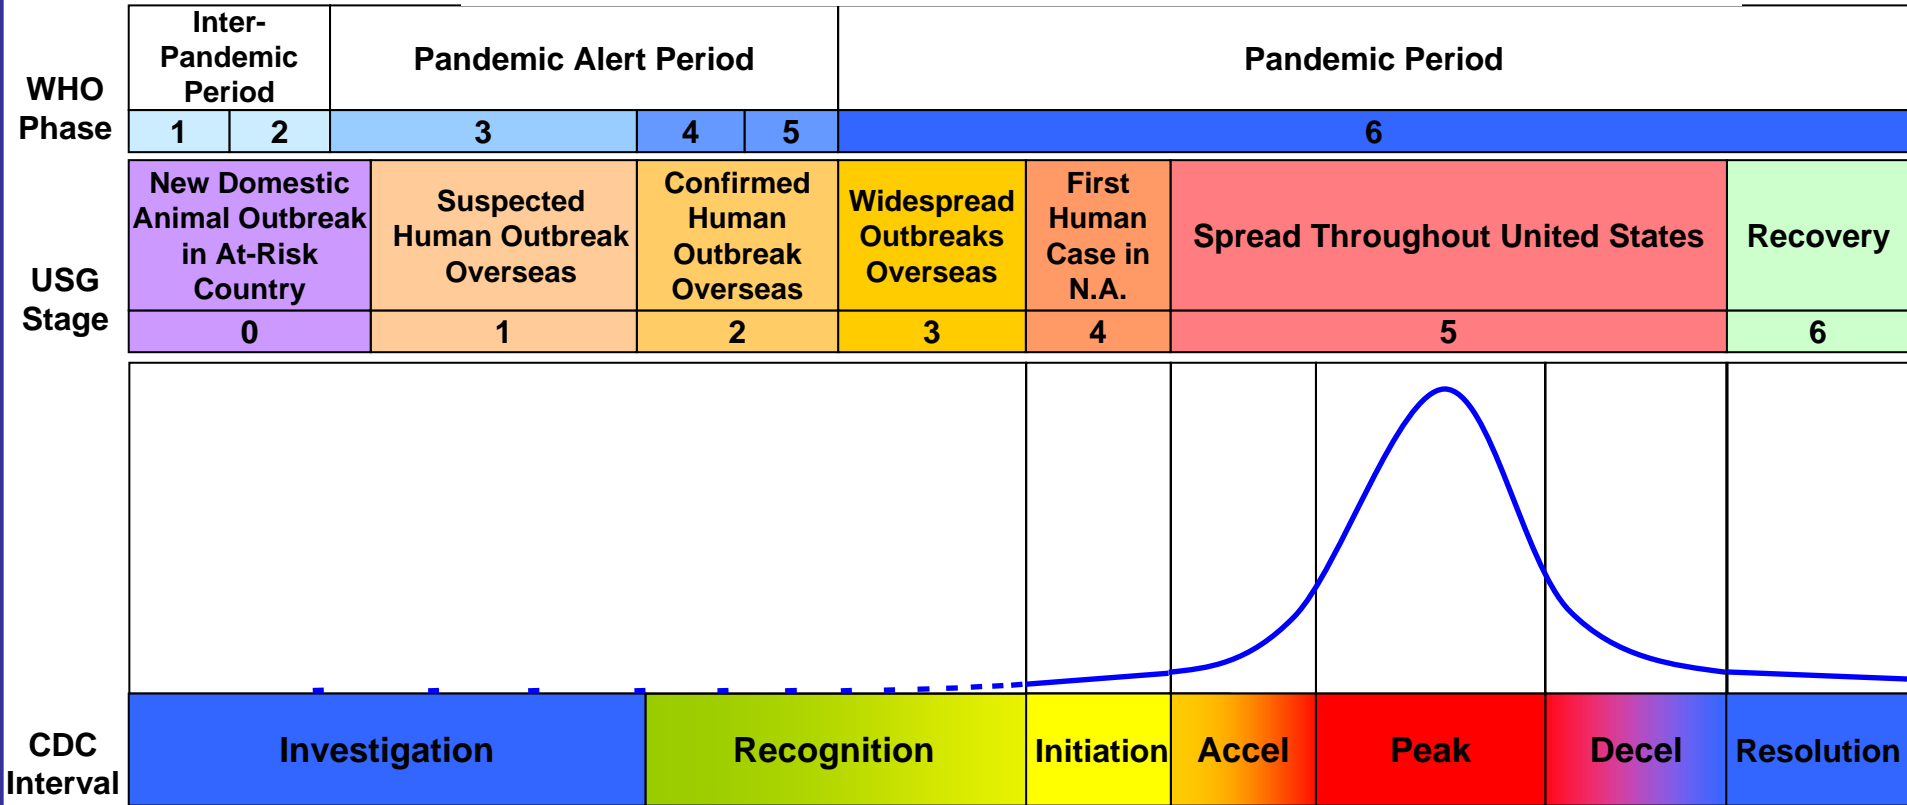 Inter-
Pandemic
Period
Pandemic Alert Period
Pandemic Period
WHO
Phase
1
2
3
4
5
6
New Domestic
Animal Outbreak
in At-Risk
Country
Suspected
Human Outbreak
Overseas
Confirmed
Human
Outbreak
Overseas
Widespread
Outbreaks
Overseas
First
Human
Case in
N.A.
Spread Throughout United States
Recovery
USG
Stage
0
1
2
3
4
5
6
CDC
Interval
Investigation
Recognition
Initiation
Accel
Peak
Decel
Resolution